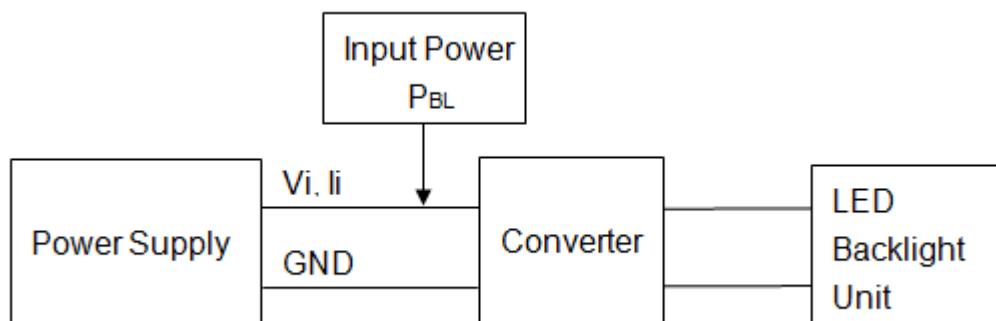 Input Power
PBL
Vi, Ii
Power Supply
GND
Converter
LED
Backlight
Unit